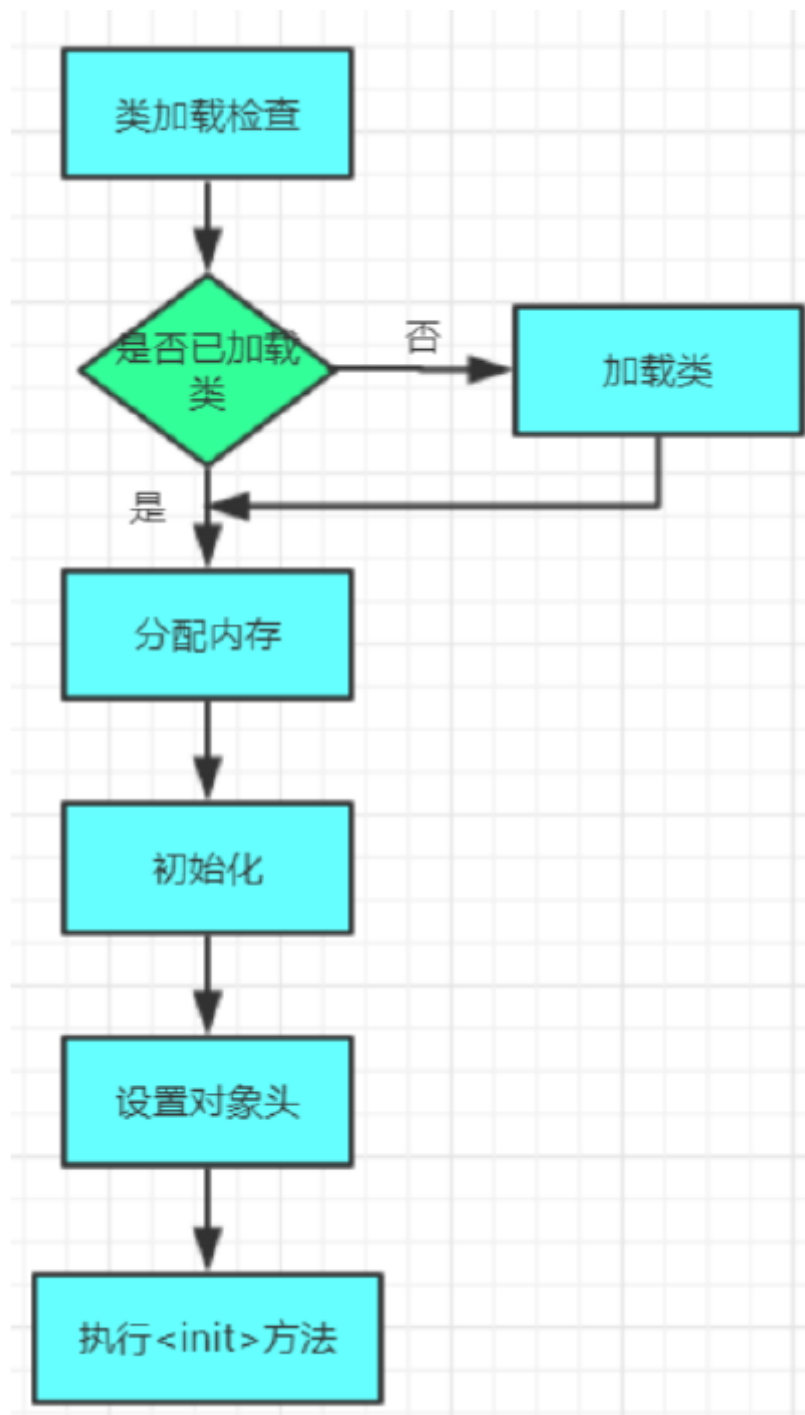 类加载检查
是否已加载
类
否
加载类
是
分配内存
初始化
设置对象头
执行<init>方法